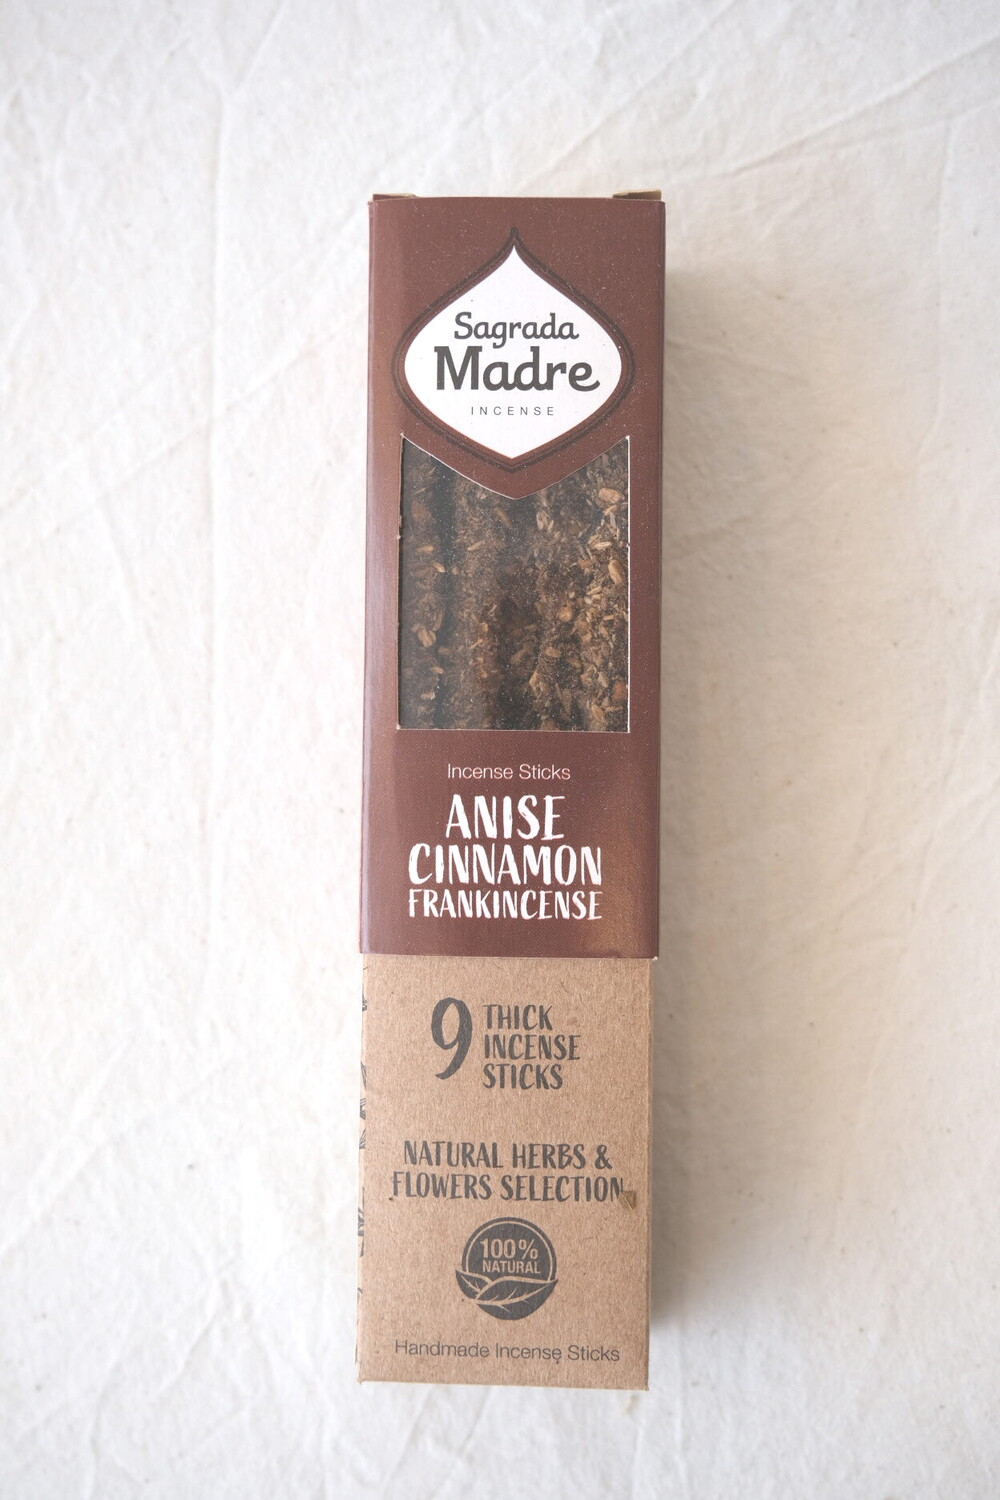 Sagrada
Madre
INCENSE
Incense Sticks
ANISE
CINNAMON
FRANKINCENSE
9 THICK
INCENSE
STICKS
NATURAL HERBS &
FLOWERS SELECTION
100%
NATURAL
Handmade Incense Sticks